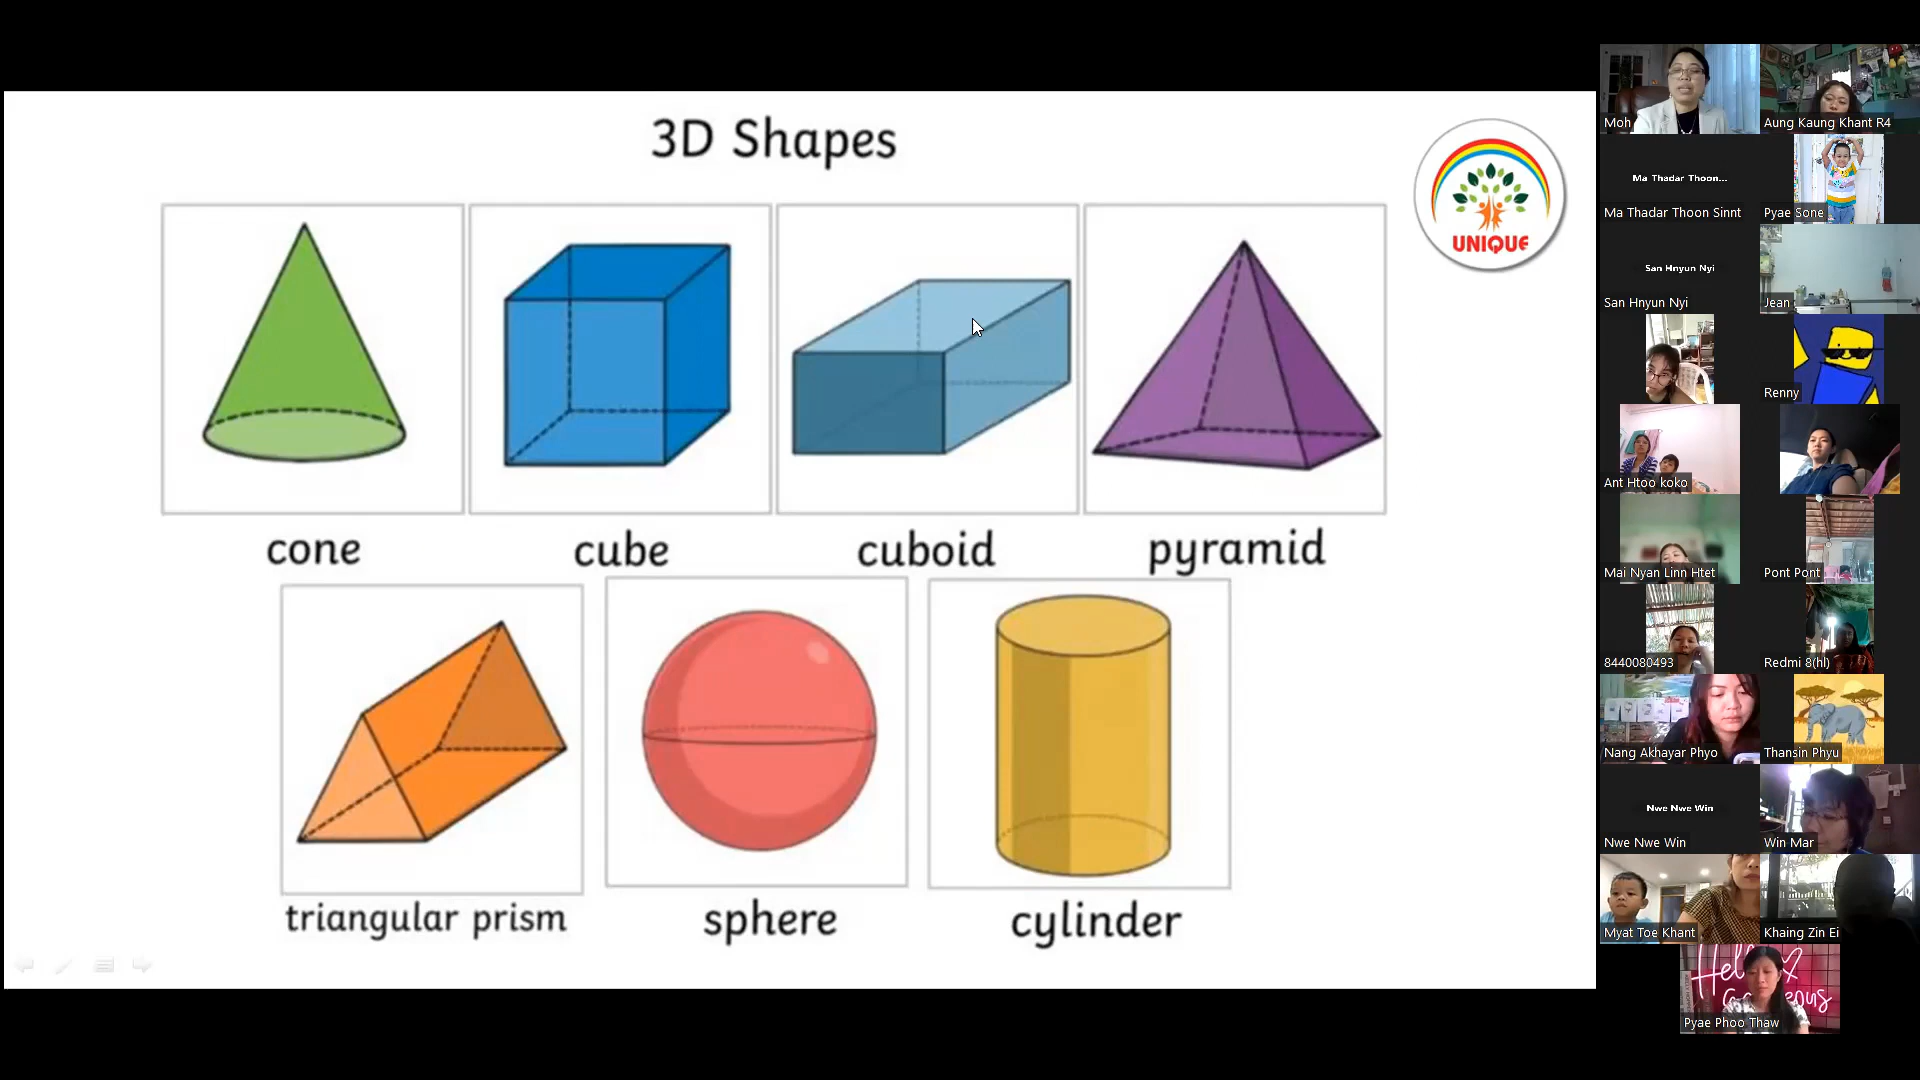 3D Shapes
UNIQUE
cone
cube
cuboid
pyramid
triangular prism
sphere
cylinder
Moh
Aung Kaung Khant R4
Ma Thadar Thoon...
Ma Thadar Thoon Sinnt
Pyae Sone
San Hnyun Nyi
San Hnyun Nyi
Jean
Renny
Ant Htoo koko
Mai Nyan Linn Htet
Pont Pont
8440080493
Redmi 8(hl)
Nang Akhayar Phyo
Thansin Phyu
Nwe Nwe Win
Nwe Nwe Win
Win Mar
Myat Toe Khant
Khaing Zin Ei
Pyae Phoo Thaw